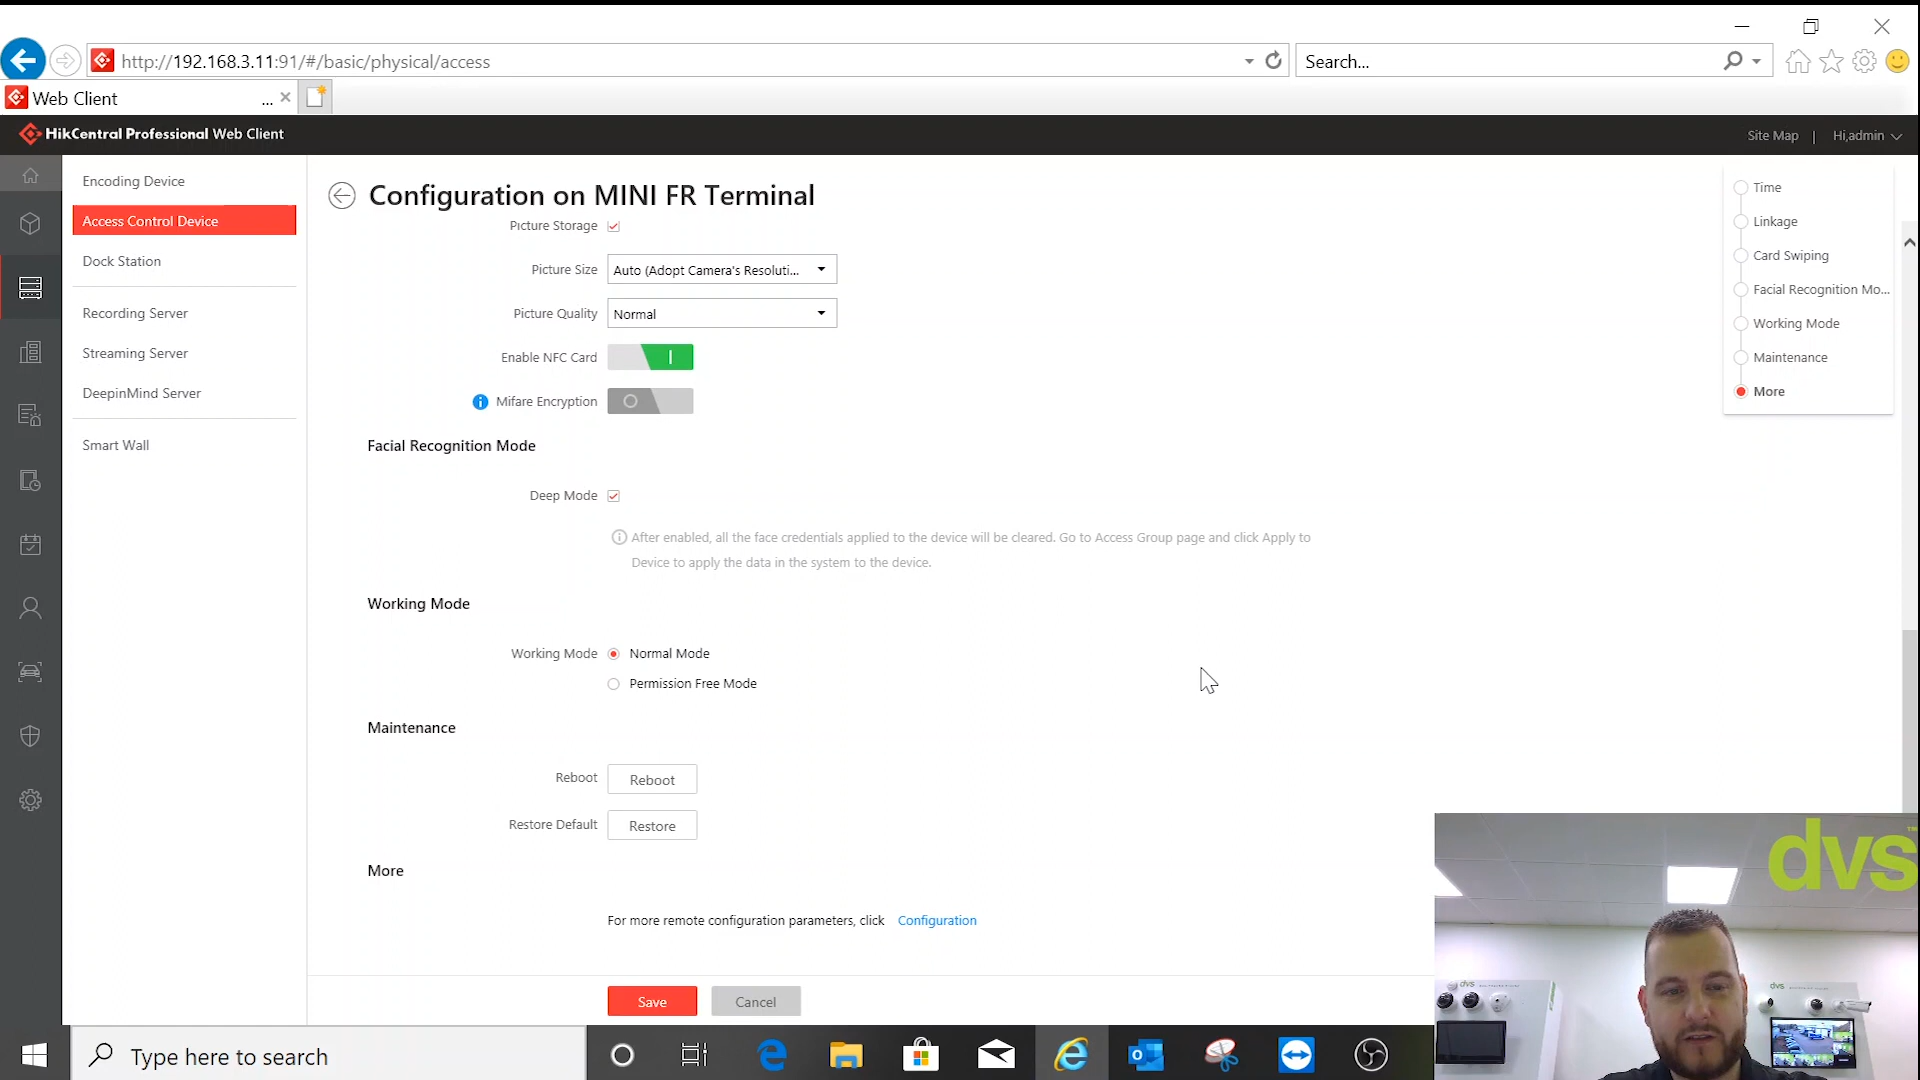 http://192.168.3.11:91/#/basic/physical/access
Search...
Web Client
...
HikCentral Professional Web Client
Site Map | Hi,admin
Encoding Device
Access Control Device
Dock Station
Recording Server
Streaming Server
DeepinMind Server
Smart Wall
Configuration on MINI FR Terminal
Picture Storage
Picture Size Auto (Adopt Camera's Resoluti...
Picture Quality Normal
Enable NFC Card
Mifare Encryption
Facial Recognition Mode
Deep Mode
After enabled, all the face credentials applied to the device will be cleared. Go to Access Group page and click Apply to
Device to apply the data in the system to the device.
Working Mode
Working Mode Normal Mode
Permission Free Mode
Maintenance
Reboot Reboot
Restore Default Restore
More
For more remote configuration parameters, click Configuration
Save Cancel
Time
Linkage
Card Swiping
Facial Recognition Mo...
Working Mode
Maintenance
More
dvs™
dvs
dvs
Type here to search